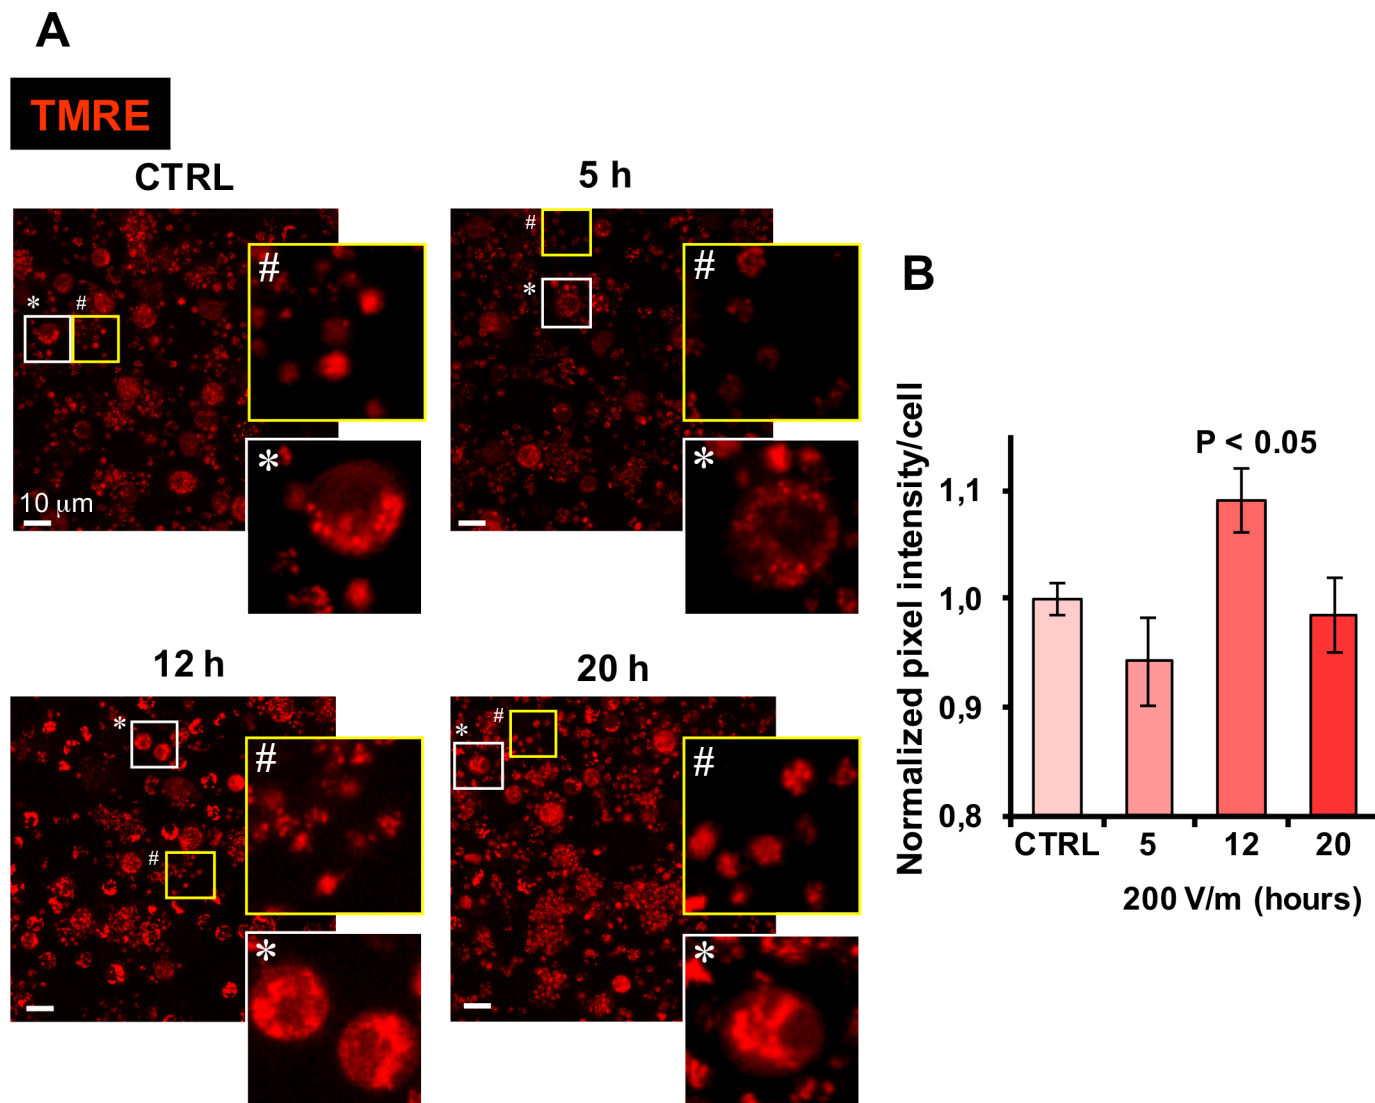 A
TMRE
CTRL
5 h
* #
#
*
#
#
*
*
10 μm
12 h
20 h
*
#
#
#
* #
#
*
*
B
Normalized pixel intensity/cell
P < 0.05
1,1
1,0
0,9
0,8
CTRL 5 12 20
200 V/m (hours)